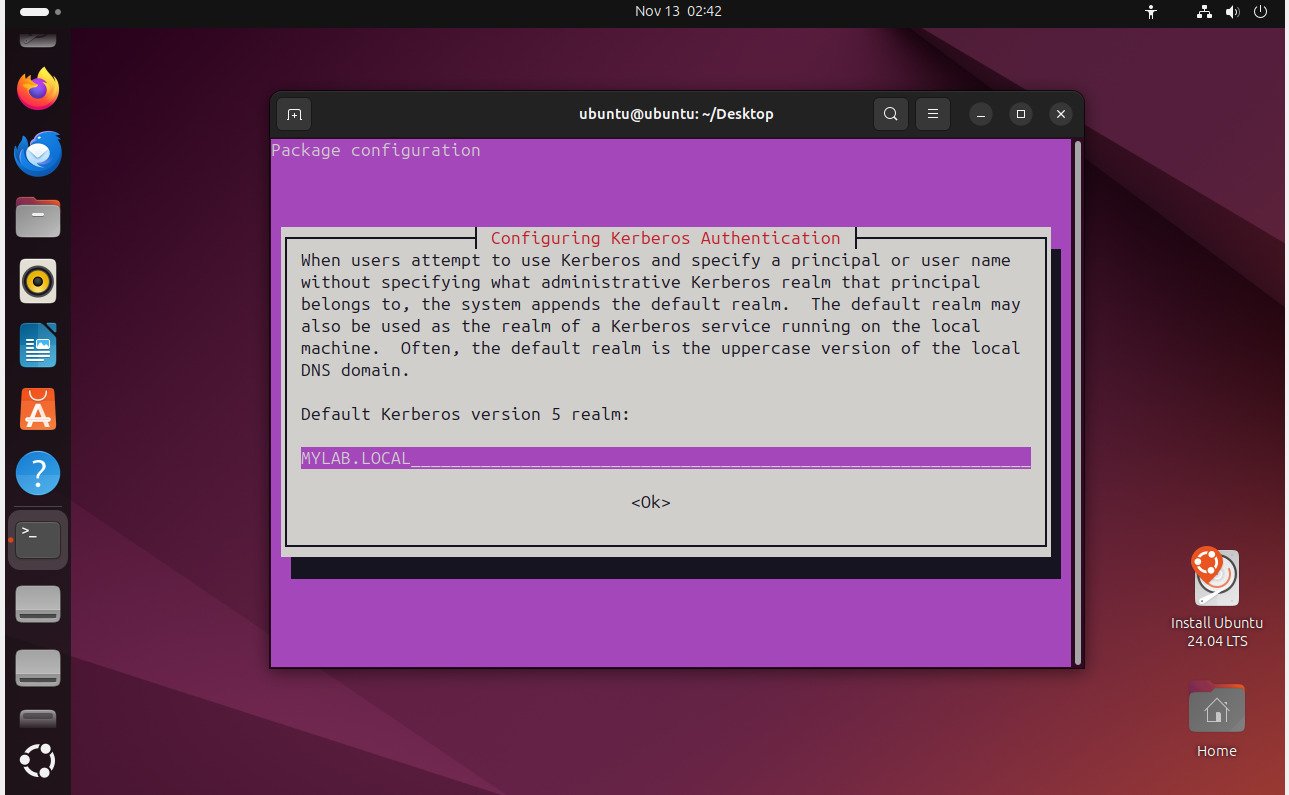 Nov 13 02:42
ubuntu@ubuntu: ~/Desktop
Package configuration
Configuring Kerberos Authentication
When users attempt to use Kerberos and specify a principal or user name
without specifying what administrative Kerberos realm that principal
belongs to, the system appends the default realm.  The default realm may
also be used as the realm of a Kerberos service running on the local
machine.  Often, the default realm is the uppercase version of the local
DNS domain.
Default Kerberos version 5 realm:
MYLAB.LOCAL______________________________________________________________
<Ok>
Install Ubuntu
24.04 LTS
Home